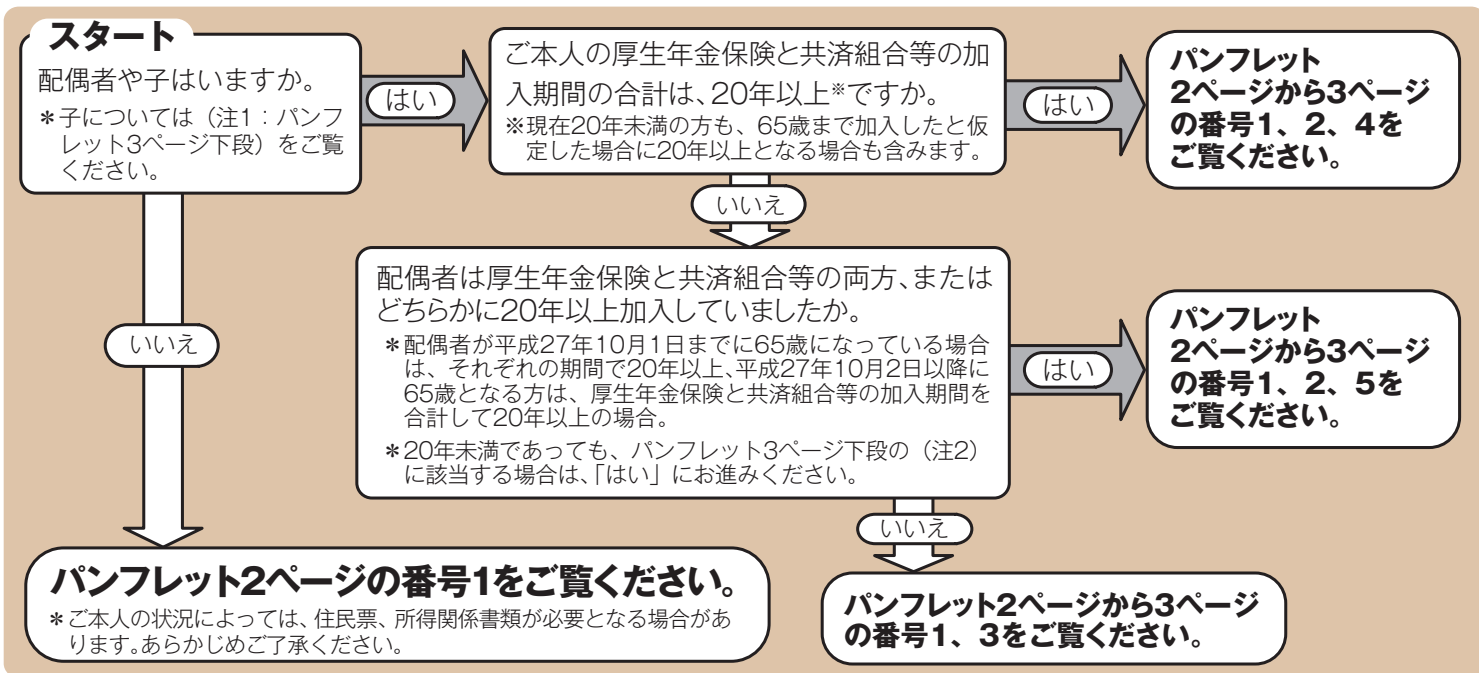 スタート
配偶者や子はいますか。
＊子については（注1：パンフ
レット3ページ下段）をご覧
ください。
はい
ご本人の厚生年金保険と共済組合等の加
入期間の合計は、20年以上※ですか。
※現在20年未満の方も、65歳まで加入したと仮
定した場合に20年以上となる場合も含みます。
はい
パンフレット
2ページから3ページ
の番号1、2、4を
ご覧ください。
いいえ
配偶者は厚生年金保険と共済組合等の両方、または
どちらかに20年以上加入していましたか。
＊配偶者が平成27年10月1日までに65歳になっている場合
は、それぞれの期間で20年以上、平成27年10月2日以降に
65歳となる方は、厚生年金保険と共済組合等の加入期間を
合計して20年以上の場合。
＊20年未満であっても、パンフレット3ページ下段の（注2）
に該当する場合は、「はい」にお進みください。
はい
パンフレット
2ページから3ページ
の番号1、2、5を
ご覧ください。
いいえ
いいえ
パンフレット2ページの番号1をご覧ください。
＊ご本人の状況によっては、住民票、所得関係書類が必要となる場合があ
ります。あらかじめご了承ください。
パンフレット2ページから3ページ
の番号1、3をご覧ください。